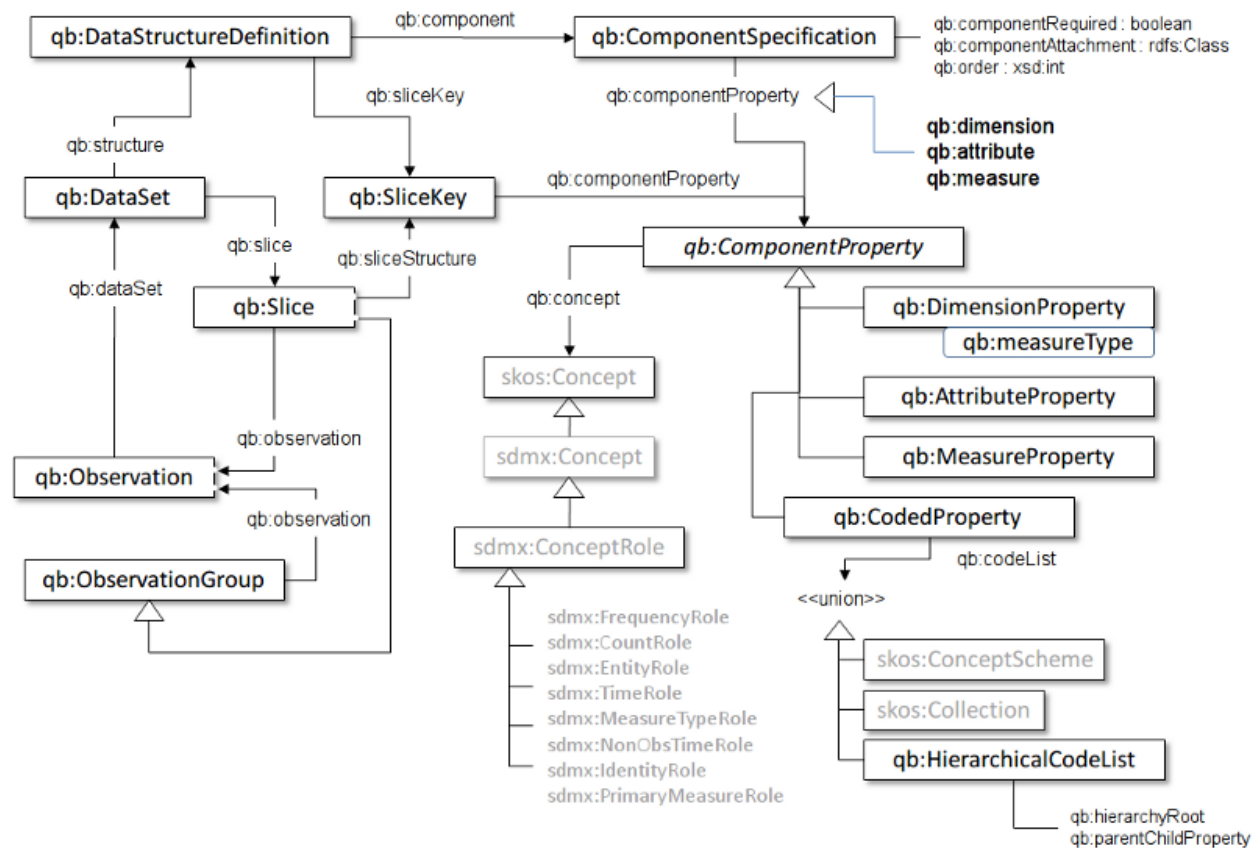 qb:DataStructureDefinition
qb:component
qb:ComponentSpecification
qb:componentRequired : boolean
qb:componentAttachment : rdfs:Class
qb:order : xsd:int
qb:sliceKey
qb:componentProperty
qb:dimension
qb:attribute
qb:measure
qb:structure
qb:DataSet
qb:SliceKey
qb:componentProperty
qb:slice
qb:sliceStructure
qb:ComponentProperty
qb:dataSet
qb:Slice
qb:concept
qb:DimensionProperty
qb:measureType
skos:Concept
qb:AttributeProperty
qb:observation
sdmx:Concept
qb:MeasureProperty
qb:Observation
qb:observation
qb:CodedProperty
sdmx:ConceptRole
qb:codeList
qb:ObservationGroup
<<union>>
sdmx:FrequencyRole
sdmx:CountRole
sdmx:EntityRole
sdmx:TimeRole
sdmx:MeasureTypeRole
sdmx:NonObsTimeRole
sdmx:IdentityRole
sdmx:PrimaryMeasureRole
skos:ConceptScheme
skos:Collection
qb:HierarchicalCodeList
qb:hierarchyRoot
qb:parentChildProperty